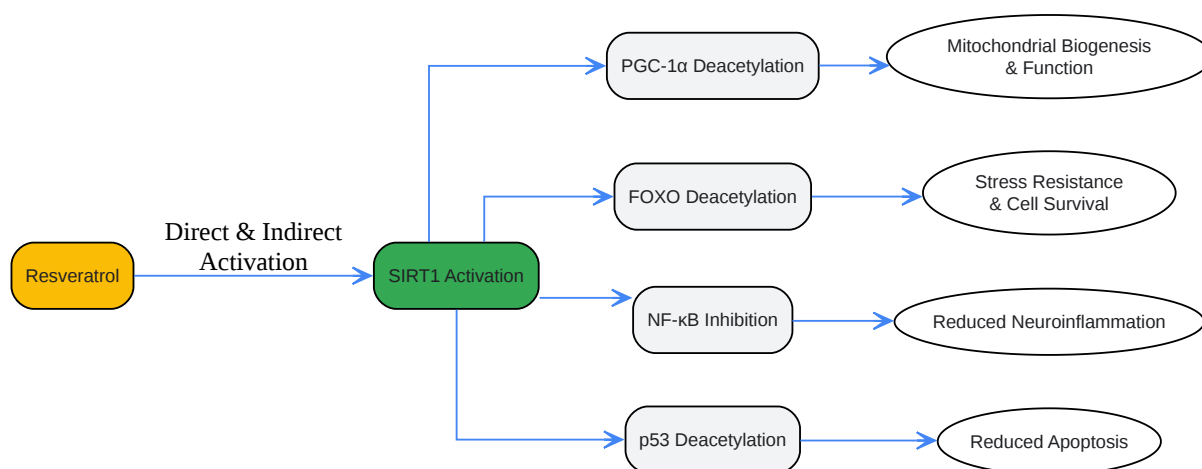 Resveratrol
Direct & Indirect
Activation
SIRT1 Activation
PGC-1α Deacetylation
Mitochondrial Biogenesis
& Function
FOXO Deacetylation
Stress Resistance
& Cell Survival
NF-κB Inhibition
Reduced Neuroinflammation
p53 Deacetylation
Reduced Apoptosis